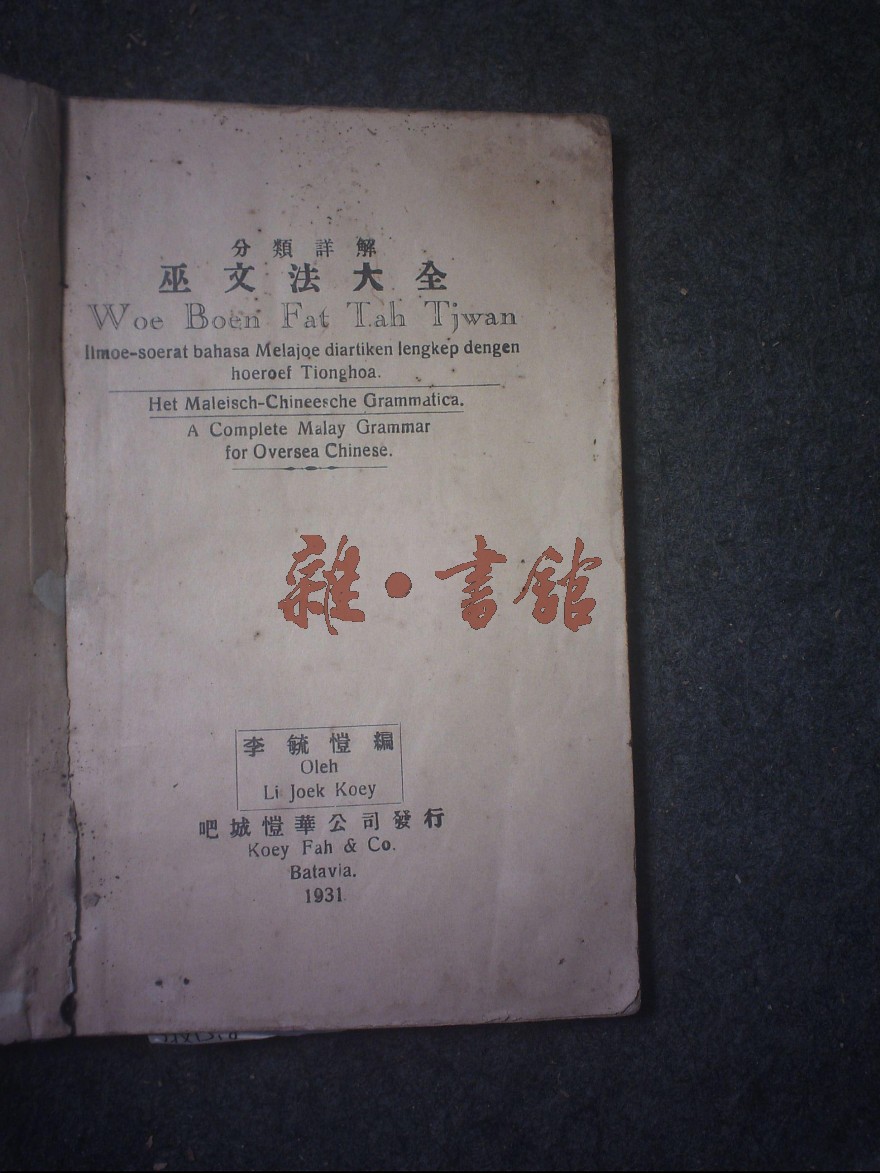 分類詳解
巫文法大全
Woe Boen Fat Tah Tjwan
Ilmoe-soerat bahasa Melajoe diartiken lengkep dengen
hoeroef Tionghoa.
Het Maleisch-Chineesche Grammatica.
A Complete Malay Grammar
for Oversea Chinese.
雜·書館
李毓愷編
Oleh
Li Joek Koey
吧城愷華公司發行
Koey Fah & Co.
Batavia.
1931.